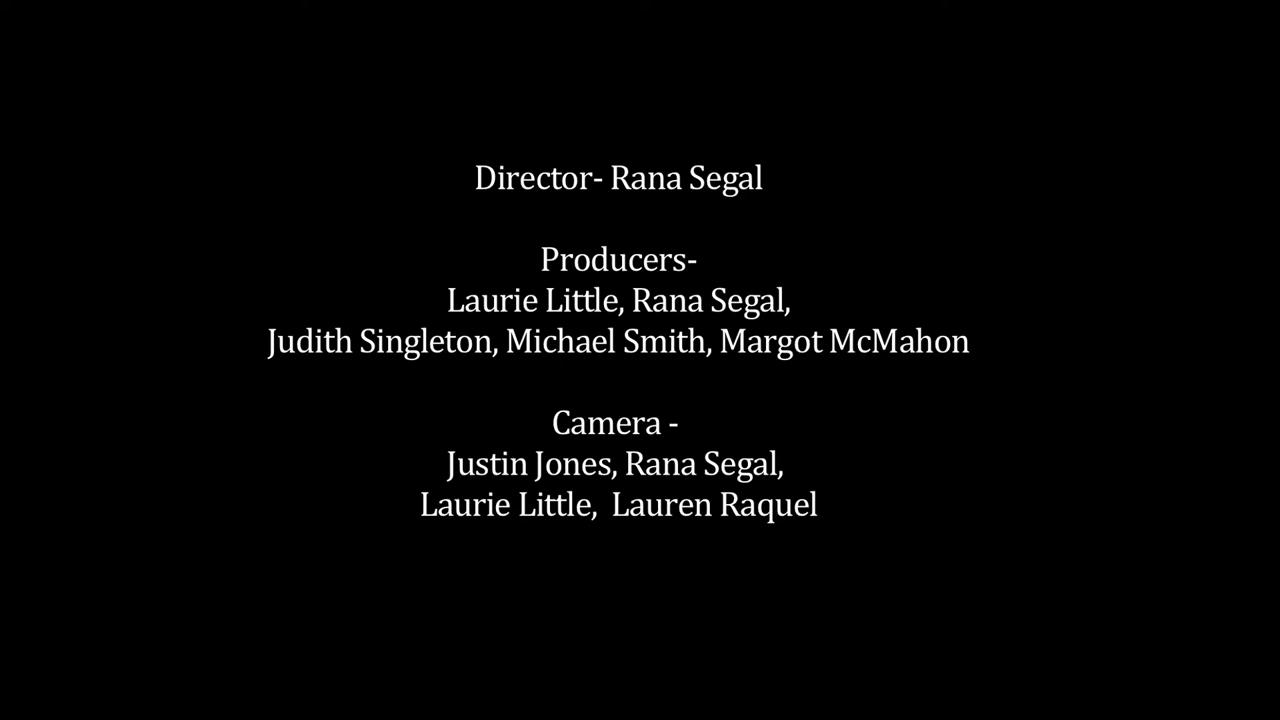 Director- Rana Segal
Producers-
Laurie Little, Rana Segal,
Judith Singleton, Michael Smith, Margot McMahon
Camera -
Justin Jones, Rana Segal,
Laurie Little,  Lauren Raquel